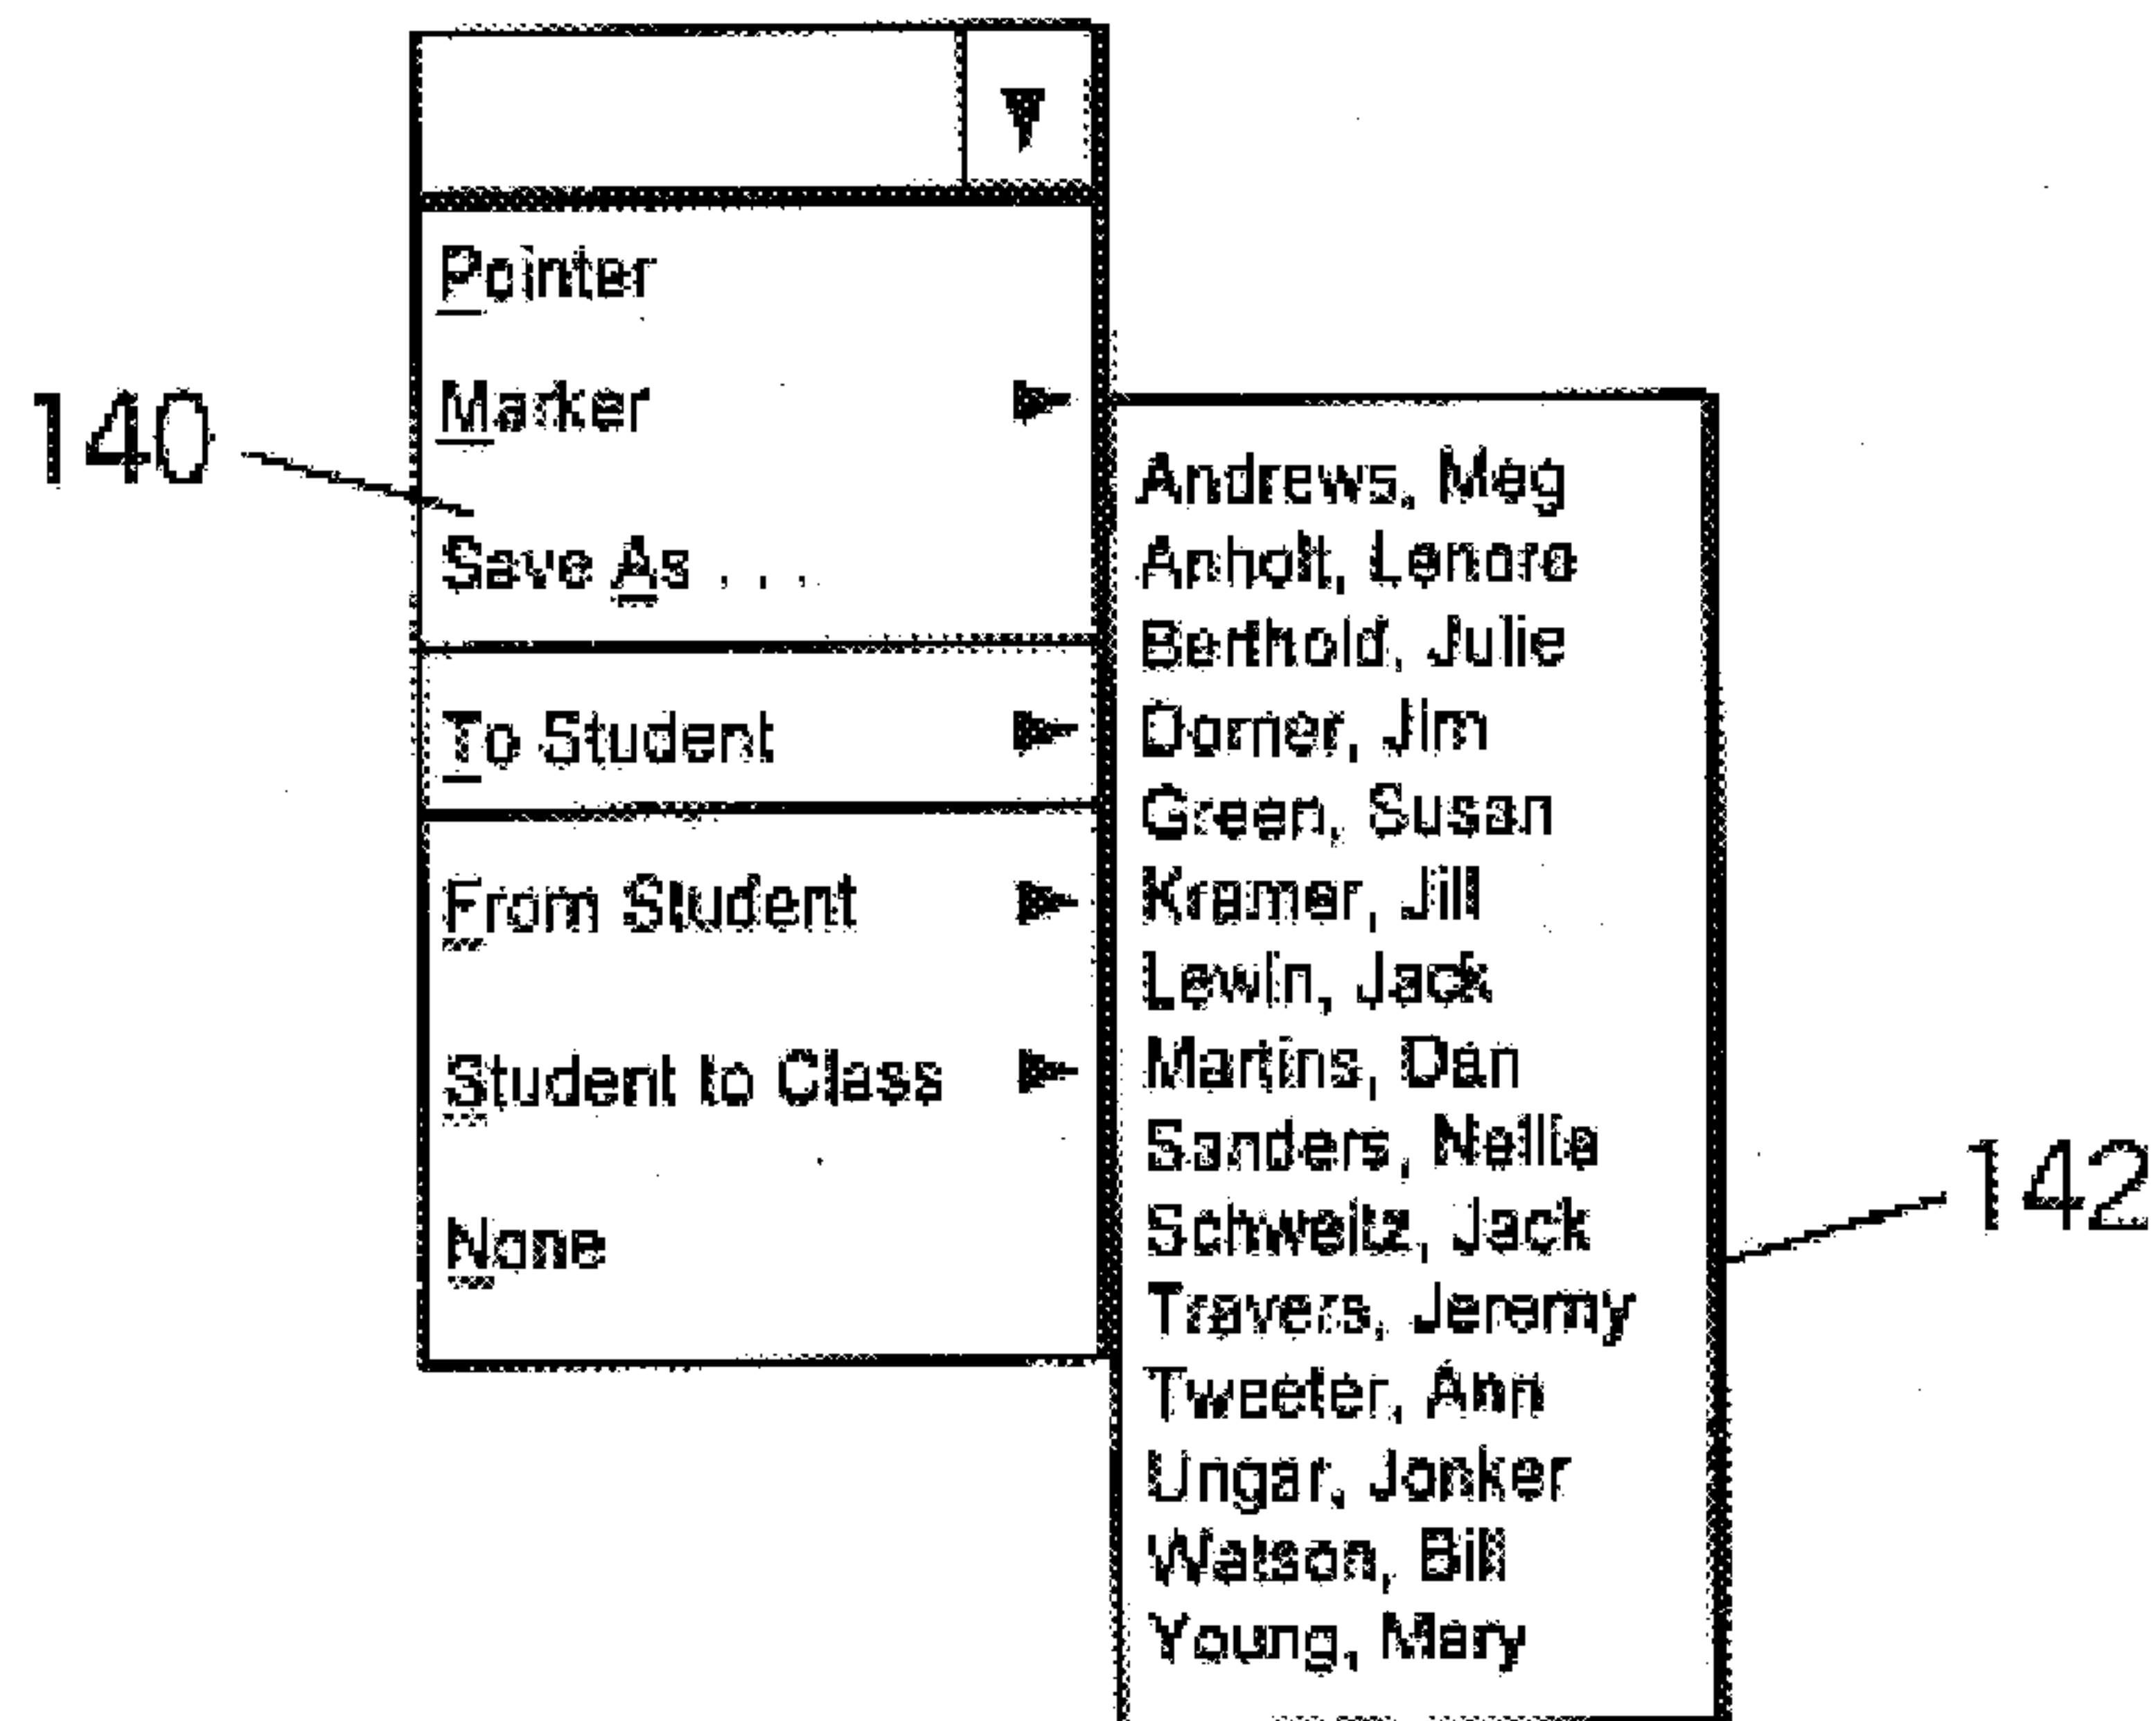 Pointer
Marker
140
Save As . . .
To Student
From Student
Student to Class
None
Andrews, Meg
Anholt, Lenore
Berthold, Julie
Dorner, Jim
Green, Susan
Kramer, Jill
Lewin, Jack
Martins, Dan
Sanders, Nellie
Schweitz, Jack
Travers, Jeremy
Tweeter, Ann
Ungar, Jonker
Watson, Bill
Young, Mary
142